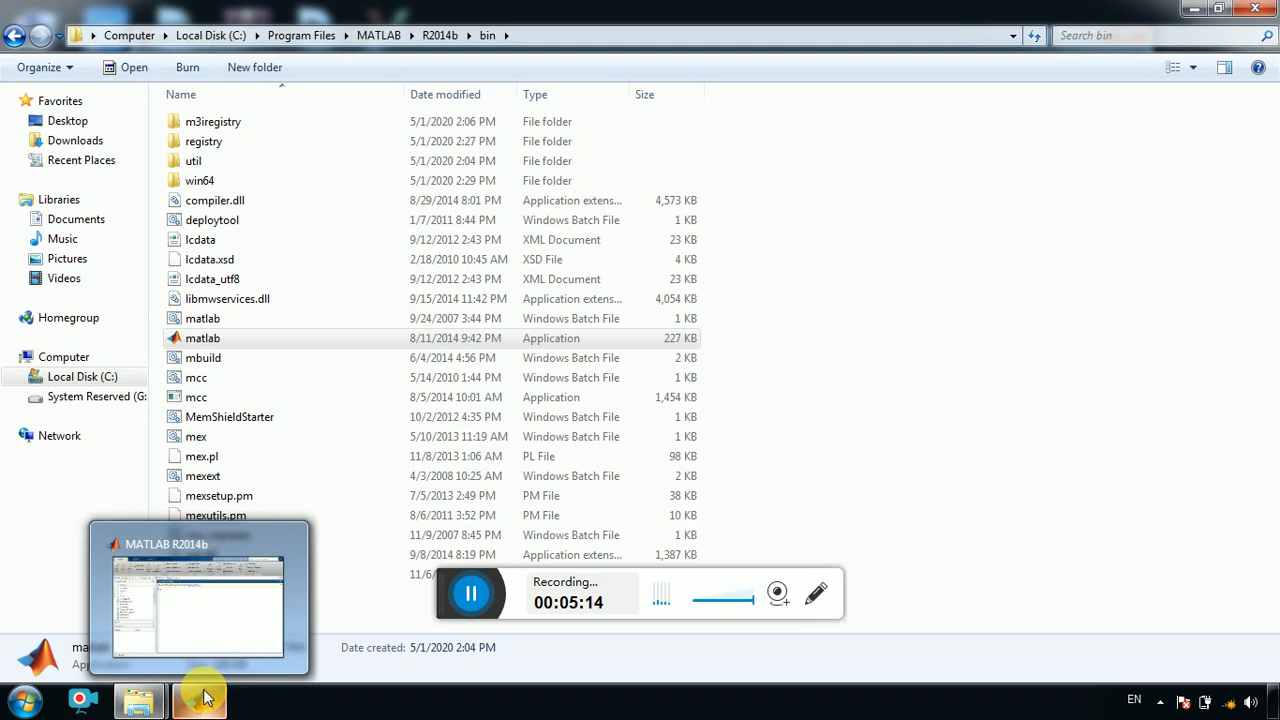 Computer ▸ Local Disk (C:) ▸ Program Files ▸ MATLAB ▸ R2014b ▸ bin ▸
Search bin
Organize ▾ Open Burn New folder
Name Date modified Type Size
Favorites
Desktop
Downloads
Recent Places
Libraries
Documents
Music
Pictures
Videos
Homegroup
Computer
Local Disk (C:)
System Reserved (G:
Network
m3iregistry 5/1/2020 2:06 PM File folder
registry 5/1/2020 2:27 PM File folder
util 5/1/2020 2:04 PM File folder
win64 5/1/2020 2:29 PM File folder
compiler.dll 8/29/2014 8:01 PM Application extens... 4,573 KB
deploytool 1/7/2011 8:44 PM Windows Batch File 1 KB
lcdata 9/12/2012 2:43 PM XML Document 23 KB
lcdata.xsd 2/18/2010 10:45 AM XSD File 4 KB
lcdata_utf8 9/12/2012 2:43 PM XML Document 23 KB
libmwservices.dll 9/15/2014 11:42 PM Application extens... 4,054 KB
matlab 9/24/2007 3:44 PM Windows Batch File 1 KB
matlab 8/11/2014 9:42 PM Application 227 KB
mbuild 6/4/2014 4:56 PM Windows Batch File 2 KB
mcc 5/14/2010 1:44 PM Windows Batch File 1 KB
mcc 8/5/2014 10:01 AM Application 1,454 KB
MemShieldStarter 10/2/2012 4:35 PM Windows Batch File 1 KB
mex 5/10/2013 11:19 AM Windows Batch File 1 KB
mex.pl 11/8/2013 1:06 AM PL File 98 KB
mexext 4/3/2008 10:25 AM Windows Batch File 2 KB
mexsetup.pm 7/5/2013 2:49 PM PM File 38 KB
mexutils.pm 8/6/2011 3:52 PM PM File 10 KB
11/9/2007 8:45 PM Windows Batch File 1 KB
9/8/2014 8:19 PM Application extens... 1,387 KB
11/6/
MATLAB R2014b
Recording...
00:05:14
Date created: 5/1/2020 2:04 PM
EN